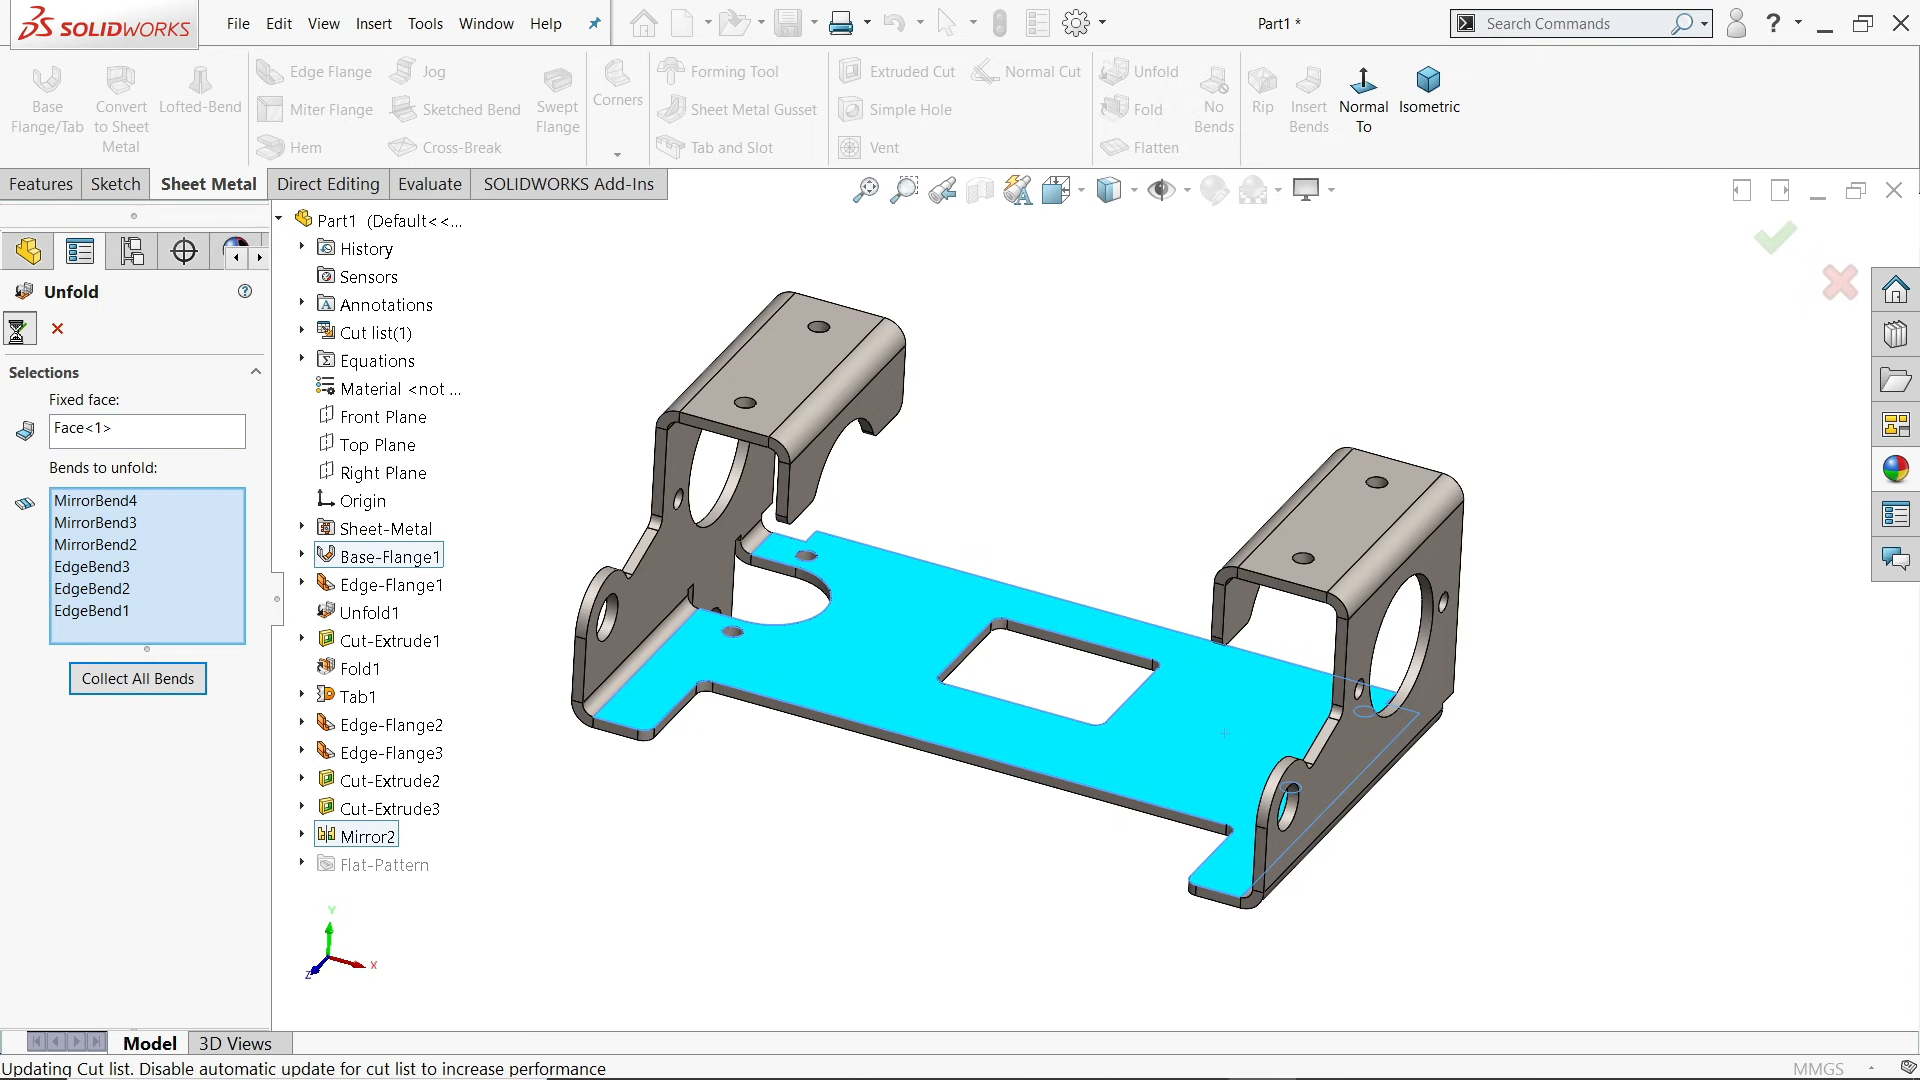 SOLIDWORKS
File Edit View Insert Tools Window Help
Part1 *
Search Commands
Base Flange/Tab
Convert to Sheet Metal
Lofted-Bend
Edge Flange
Miter Flange
Hem
Jog
Sketched Bend
Cross-Break
Swept Flange
Corners
Forming Tool
Sheet Metal Gusset
Tab and Slot
Extruded Cut
Simple Hole
Vent
Normal Cut
Unfold
Fold
Flatten
No Bends
Rip
Insert Bends
Normal To
Isometric
Features Sketch Sheet Metal Direct Editing Evaluate SOLIDWORKS Add-Ins
Unfold
Selections
Fixed face:
Face<1>
Bends to unfold:
MirrorBend4
MirrorBend3
MirrorBend2
EdgeBend3
EdgeBend2
EdgeBend1
Collect All Bends
Part1 (Default<<...
History
Sensors
Annotations
Cut list(1)
Equations
Material <not ...
Front Plane
Top Plane
Right Plane
Origin
Sheet-Metal
Base-Flange1
Edge-Flange1
Unfold1
Cut-Extrude1
Fold1
Tab1
Edge-Flange2
Edge-Flange3
Cut-Extrude2
Cut-Extrude3
Mirror2
Flat-Pattern
Y
X
Z
Model 3D Views
Updating Cut list. Disable automatic update for cut list to increase performance
MMGS